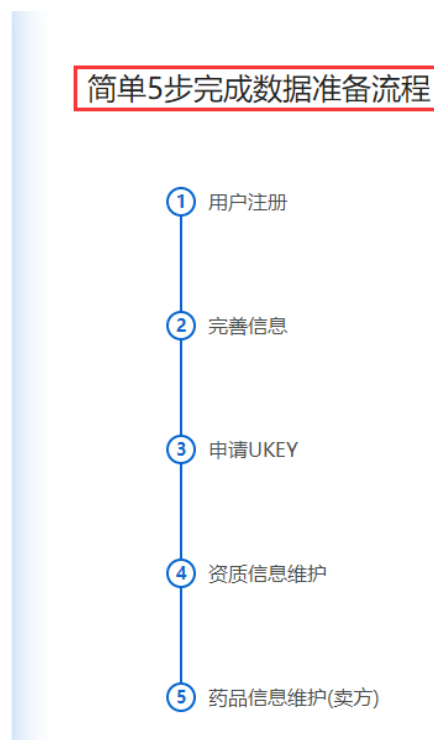 简单5步完成数据准备流程
1 用户注册
2 完善信息
3 申请UKEY
4 资质信息维护
5 药品信息维护(卖方)